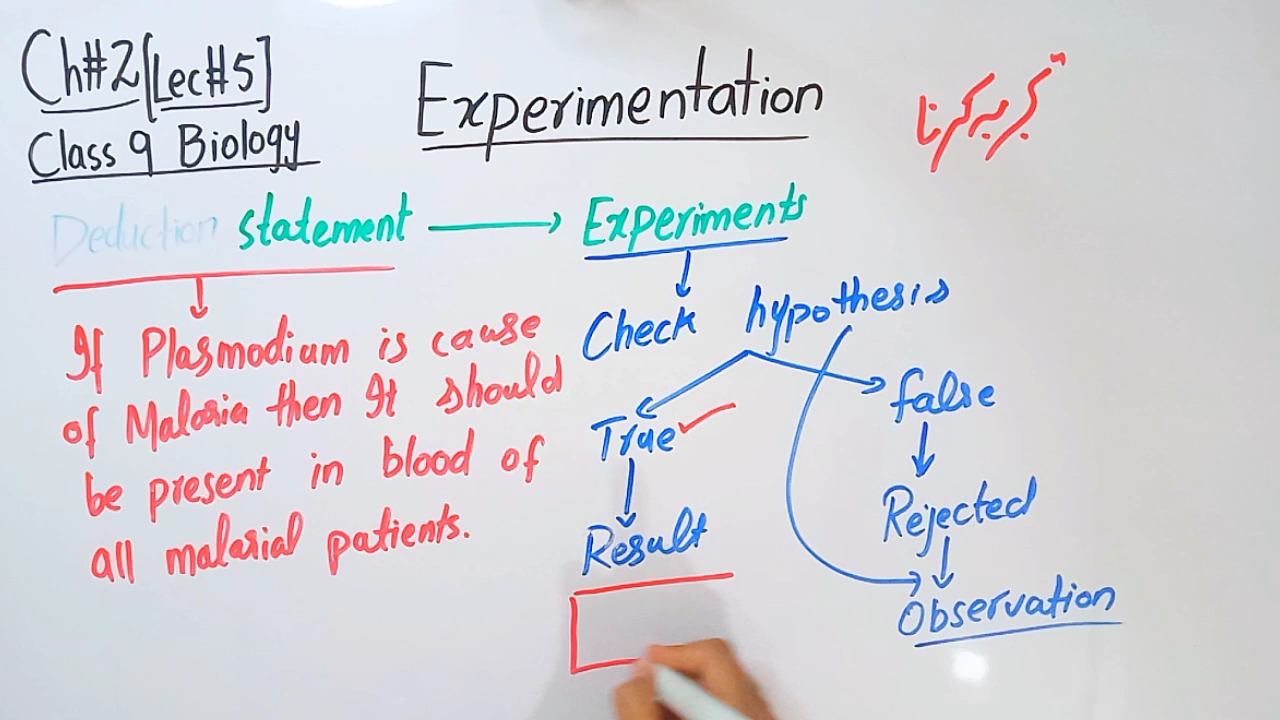 Ch#2[Lec#5]
Class 9 Biology
Experimentation
تجربہ کرنا
Deduction statement → Experiments
If Plasmodium is cause
of Malaria then It should
be present in blood of
all malarial patients.
Check hypothesis
True ✓
false
Result
Rejected
Observation